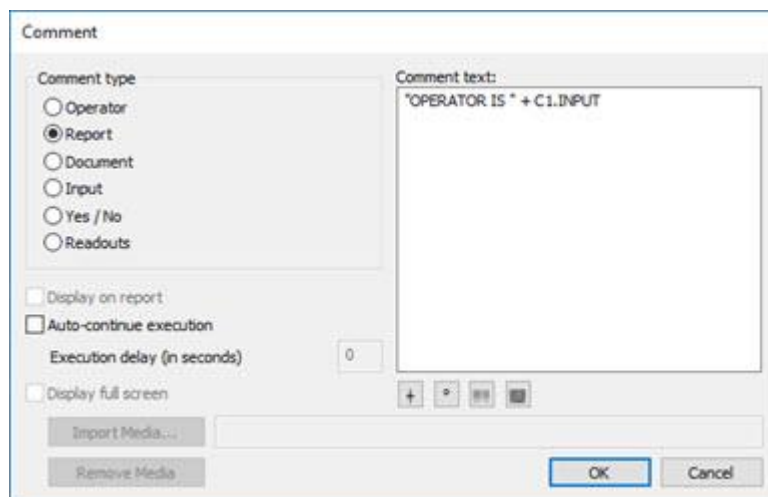 Comment
Comment type
Operator
Report
Document
Input
Yes / No
Readouts
Comment text:
"OPERATOR IS " + C1.INPUT
Display on report
Auto-continue execution
Execution delay (in seconds)
0
Display full screen
Import Media...
Remove Media
OK
Cancel